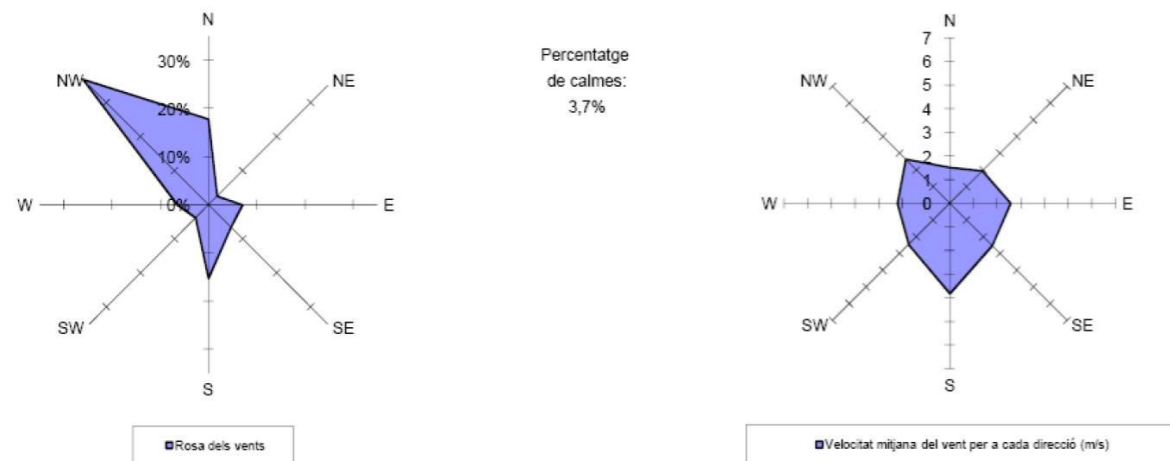 N
30%
NW
NE
20%
10%
W
0%
E
SW
SE
S
Rosa dels vents
Percentatge
de calmes:
3,7%
N
7
6
5
NW
NE
4
3
2
1
W
0
E
SW
SE
S
Velocitat mitjana del vent per a cada direcció (m/s)